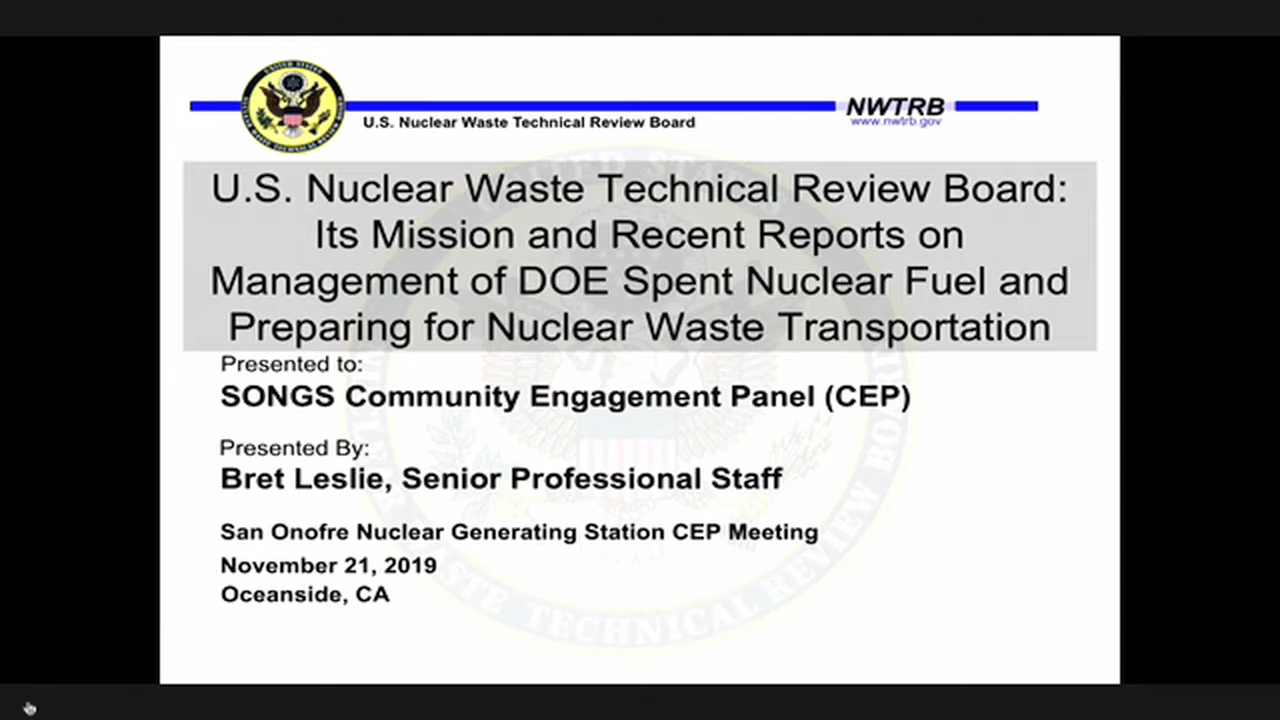 U.S. Nuclear Waste Technical Review Board
NWTRB
www.nwtrb.gov
U.S. Nuclear Waste Technical Review Board:
Its Mission and Recent Reports on
Management of DOE Spent Nuclear Fuel and
Preparing for Nuclear Waste Transportation
Presented to:
SONGS Community Engagement Panel (CEP)
Presented By:
Bret Leslie, Senior Professional Staff
San Onofre Nuclear Generating Station CEP Meeting
November 21, 2019
Oceanside, CA